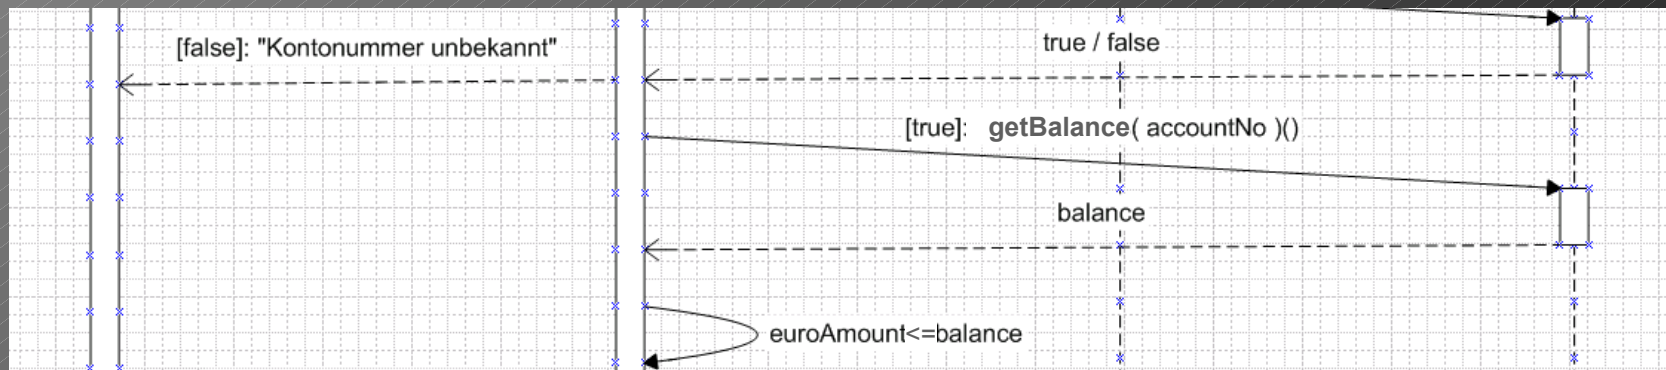 [false]: "Kontonummer unbekannt"
true / false
[true]: getBalance( accountNo )()
balance
euroAmount<=balance